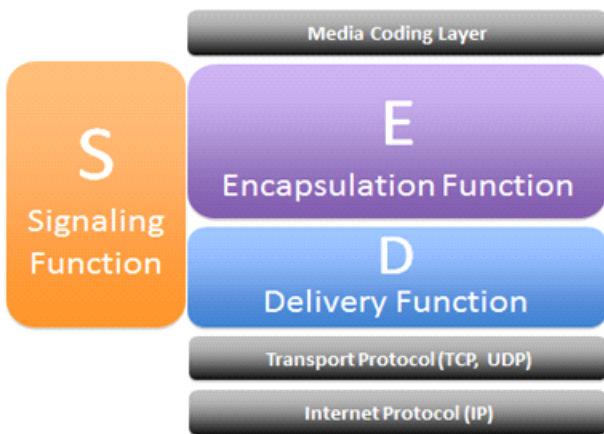 Media Coding Layer
S
Signaling
Function
E
Encapsulation Function
D
Delivery Function
Transport Protocol (TCP, UDP)
Internet Protocol (IP)